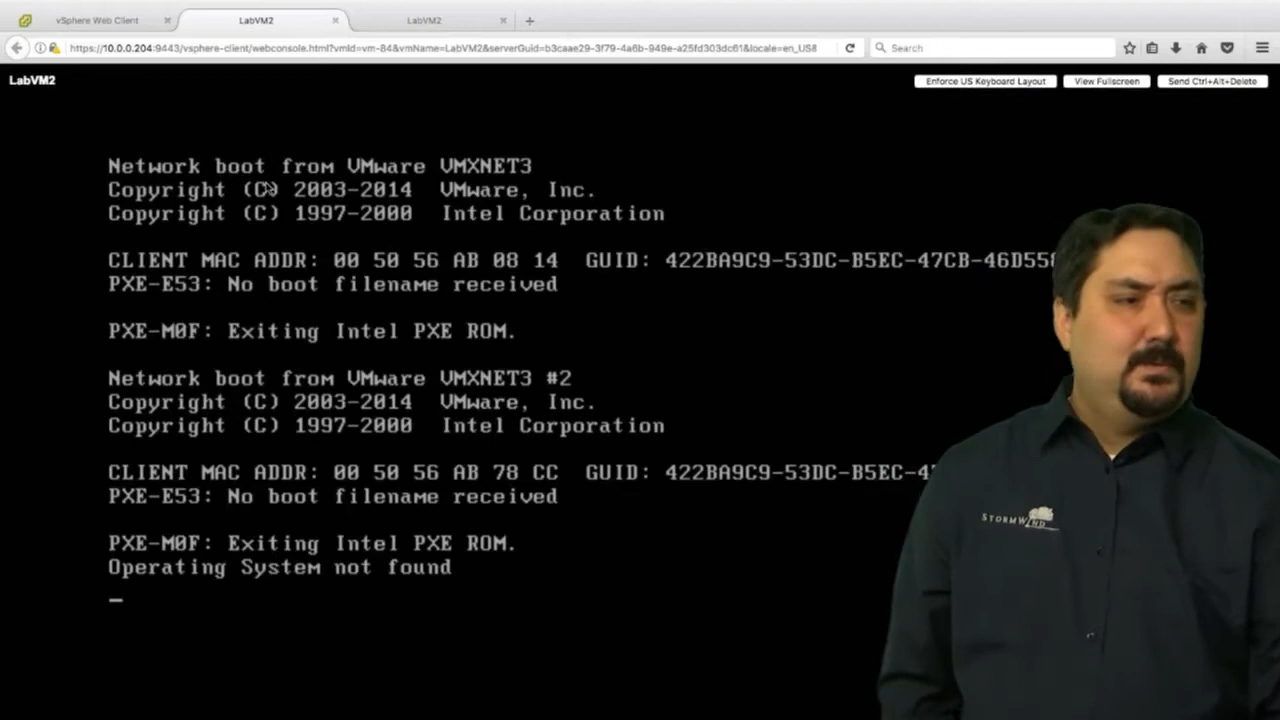 vSphere Web Client
LabVM2
LabVM2
https://10.0.0.204:9443/vsphere-client/webconsole.html?vmId=vm-84&vmName=LabVM2&serverGuid=b3caae29-3f79-4a6b-949e-a25fd303dc61&locale=en_US
Search
LabVM2
Enforce US Keyboard Layout
View Fullscreen
Send Ctrl+Alt+Delete
Network boot from VMware VMXNET3
Copyright (C) 2003-2014 VMware, Inc.
Copyright (C) 1997-2000 Intel Corporation
CLIENT MAC ADDR: 00 50 56 AB 08 14 GUID: 422BA9C9-53DC-B5EC-47CB-46D558
PXE-E53: No boot filename received
PXE-M0F: Exiting Intel PXE ROM.
Network boot from VMware VMXNET3 #2
Copyright (C) 2003-2014 VMware, Inc.
Copyright (C) 1997-2000 Intel Corporation
CLIENT MAC ADDR: 00 50 56 AB 78 CC GUID: 422BA9C9-53DC-B5EC-4
PXE-E53: No boot filename received
PXE-M0F: Exiting Intel PXE ROM.
Operating System not found
STORMWIND